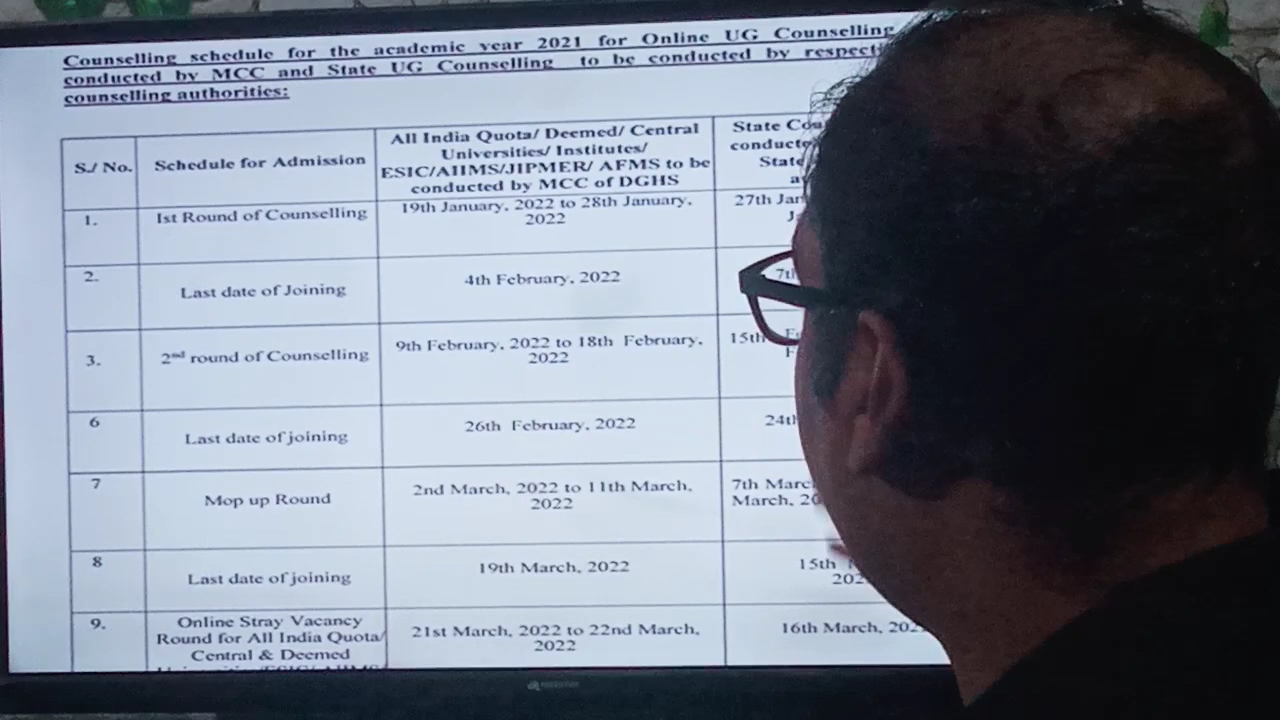 Counselling schedule for the academic year 2021 for Online UG Counselling
conducted by MCC and State UG Counselling to be conducted by
counselling authorities:
S./ No.
Schedule for Admission
All India Quota/ Deemed/ Central
Universities/ Institutes/
ESIC/AIIMS/JIPMER/ AFMS to be
conducted by MCC of DGHS
State
State
1.
1st Round of Counselling
19th January, 2022 to 28th January,
2022
27th
2.
Last date of Joining
4th February, 2022
3.
2nd round of Counselling
9th February, 2022 to 18th February,
2022
15th
6
Last date of joining
26th February, 2022
7
Mop up Round
2nd March, 2022 to 11th March,
2022
7th
March,
8
Last date of joining
19th March, 2022
15th
9.
Online Stray Vacancy
Round for All India Quota/
Central & Deemed
21st March, 2022 to 22nd March,
2022
16th March,